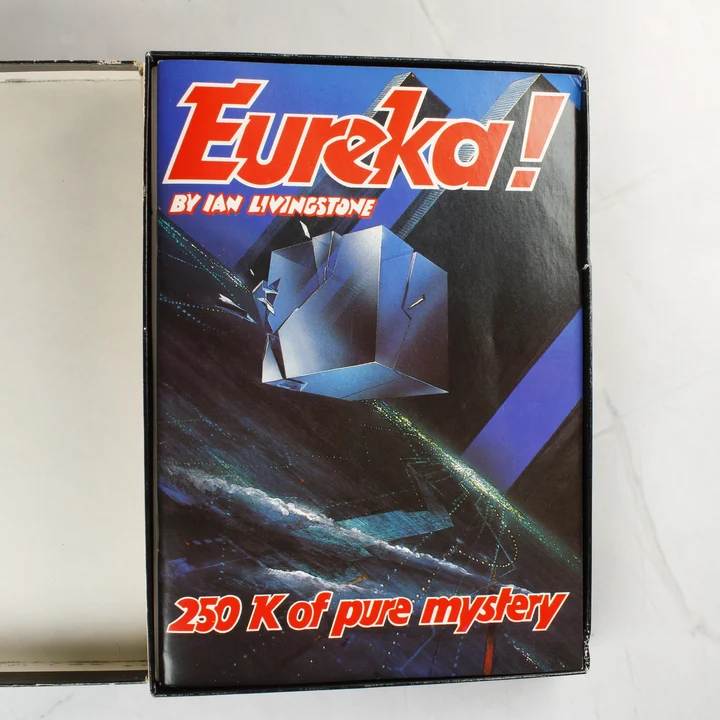 Eureka!
BY IAN LIVINGSTONE
250 K of pure mystery